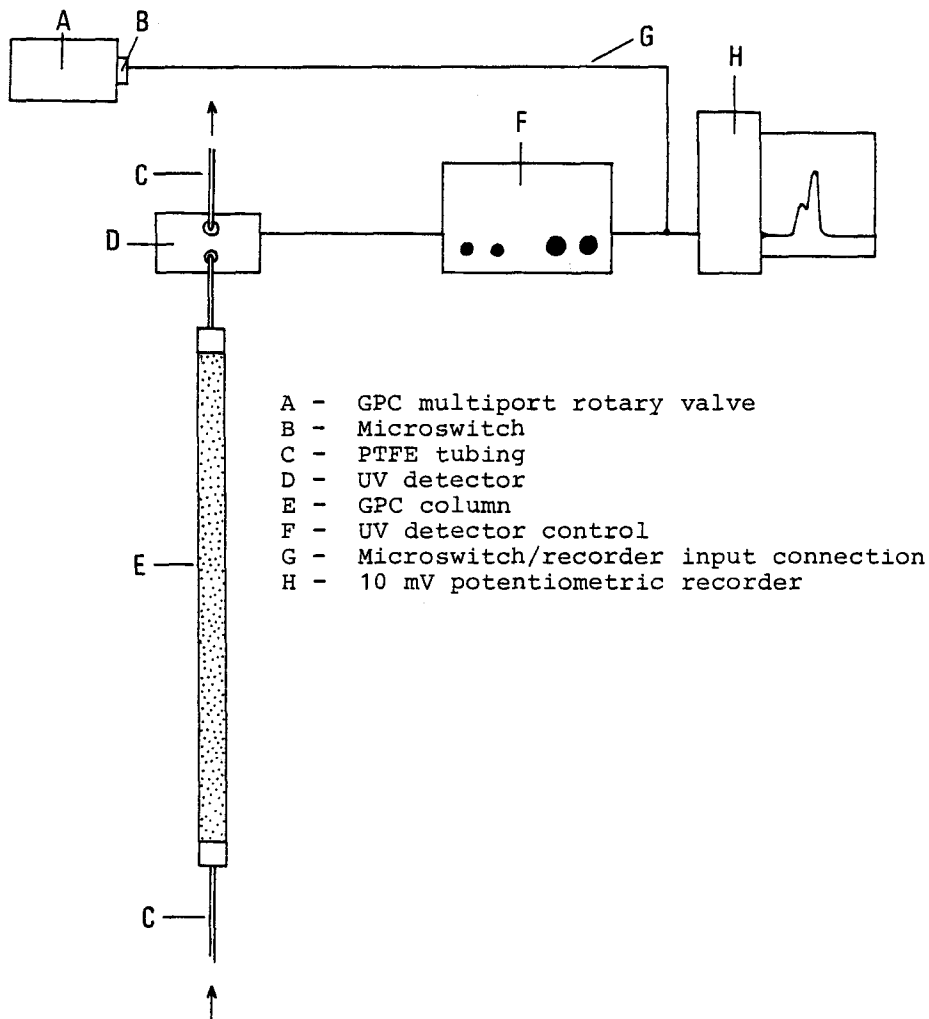 A
B
G
H
F
C
D
E
C
A - GPC multiport rotary valve
B - Microswitch
C - PTFE tubing
D - UV detector
E - GPC column
F - UV detector control
G - Microswitch/recorder input connection
H - 10 mV potentiometric recorder